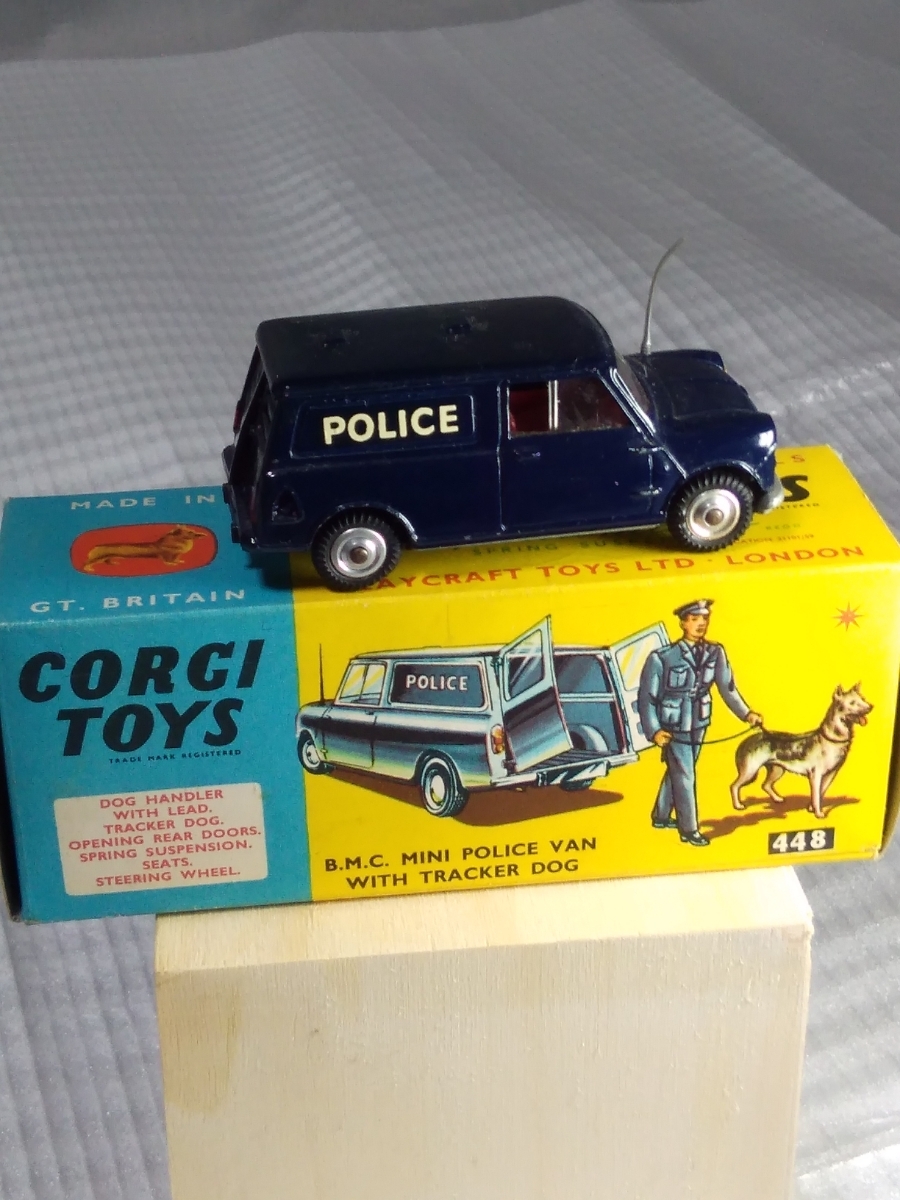 POLICE
MADE IN
GT. BRITAIN
AYCRAFT TOYS LTD · LONDON
CORGI
TOYS
TRADE MARK REGISTERED
DOG HANDLER
WITH LEAD.
TRACKER DOG.
OPENING REAR DOORS.
SPRING SUSPENSION.
SEATS.
STEERING WHEEL.
POLICE
B.M.C. MINI POLICE VAN
WITH TRACKER DOG
448